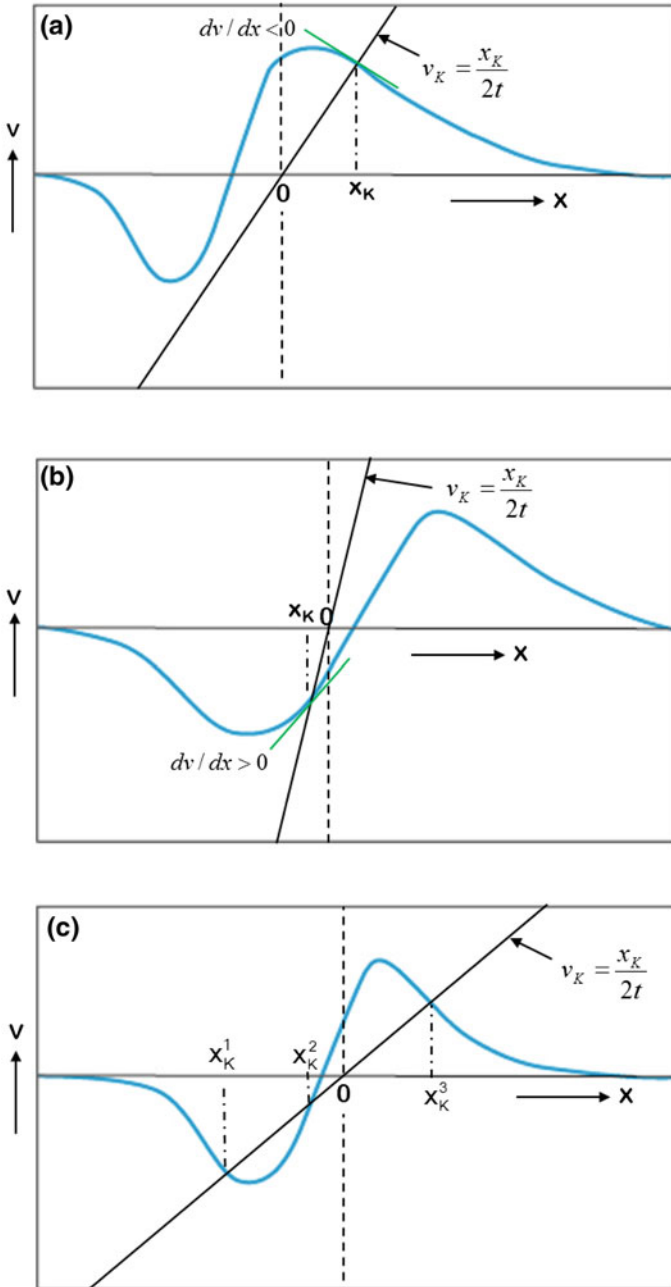 (a)
dv / dx < 0
v_K = x_K / 2t
v
0
x_K
x
(b)
v_K = x_K / 2t
v
x_K
0
x
dv / dx > 0
(c)
v_K = x_K / 2t
v
x_K^1
x_K^2
0
x_K^3
x